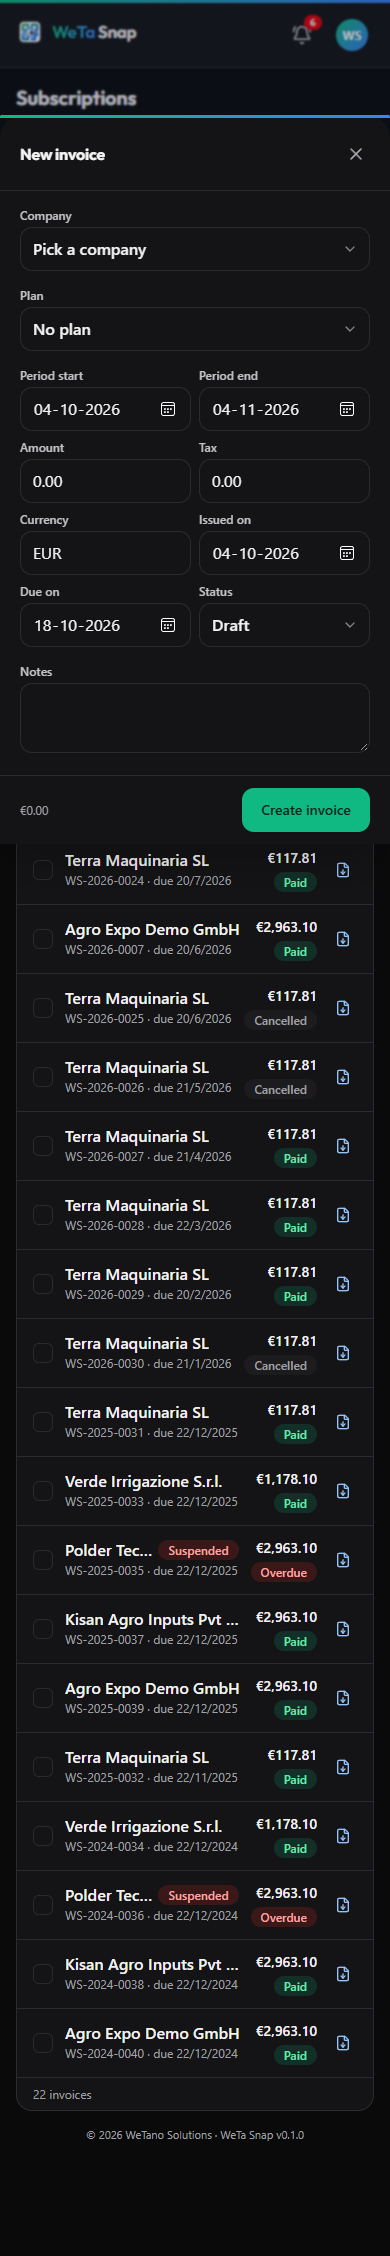 WeTa Snap
6
WS
Subscriptions
New invoice
Company
Pick a company
Plan
No plan
Period start
Period end
04-10-2026
04-11-2026
Amount
Tax
0.00
0.00
Currency
Issued on
EUR
04-10-2026
Due on
Status
18-10-2026
Draft
Notes
€0.00
Create invoice
Terra Maquinaria SL
€117.81
WS-2026-0024 · due 20/7/2026
Paid
Agro Expo Demo GmbH
€2,963.10
WS-2026-0007 · due 20/6/2026
Paid
Terra Maquinaria SL
€117.81
WS-2026-0025 · due 20/6/2026
Cancelled
Terra Maquinaria SL
€117.81
WS-2026-0026 · due 21/5/2026
Cancelled
Terra Maquinaria SL
€117.81
WS-2026-0027 · due 21/4/2026
Paid
Terra Maquinaria SL
€117.81
WS-2026-0028 · due 22/3/2026
Paid
Terra Maquinaria SL
€117.81
WS-2026-0029 · due 20/2/2026
Paid
Terra Maquinaria SL
€117.81
WS-2026-0030 · due 21/1/2026
Cancelled
Terra Maquinaria SL
€117.81
WS-2025-0031 · due 22/12/2025
Paid
Verde Irrigazione S.r.l.
€1,178.10
WS-2025-0033 · due 22/12/2025
Paid
Polder Tec... Suspended
€2,963.10
WS-2025-0035 · due 22/12/2025
Overdue
Kisan Agro Inputs Pvt ...
€2,963.10
WS-2025-0037 · due 22/12/2025
Paid
Agro Expo Demo GmbH
€2,963.10
WS-2025-0039 · due 22/12/2025
Paid
Terra Maquinaria SL
€117.81
WS-2025-0032 · due 22/11/2025
Paid
Verde Irrigazione S.r.l.
€1,178.10
WS-2024-0034 · due 22/12/2024
Paid
Polder Tec... Suspended
€2,963.10
WS-2024-0036 · due 22/12/2024
Overdue
Kisan Agro Inputs Pvt ...
€2,963.10
WS-2024-0038 · due 22/12/2024
Paid
Agro Expo Demo GmbH
€2,963.10
WS-2024-0040 · due 22/12/2024
Paid
22 invoices
© 2026 WeTano Solutions · WeTa Snap v0.1.0